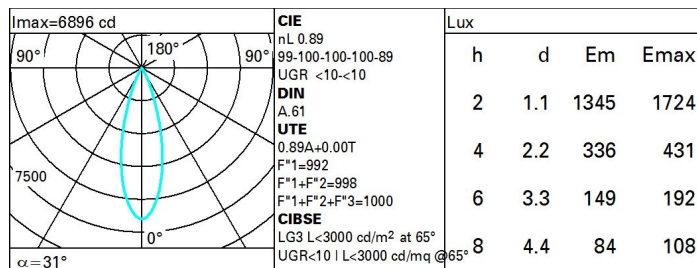 Imax=6896 cd
90°
180°
90°
7500
0°
α=31°
CIE
nL 0.89
99-100-100-100-89
UGR <10-<10
DIN
A.61
UTE
0.89A+0.00T
F"1=992
F"1+F"2=998
F"1+F"2+F"3=1000
CIBSE
LG3 L<3000 cd/m² at 65°
UGR<10 | L<3000 cd/mq @65°
Lux
h d Em Emax
2 1.1 1345 1724
4 2.2 336 431
6 3.3 149 192
8 4.4 84 108